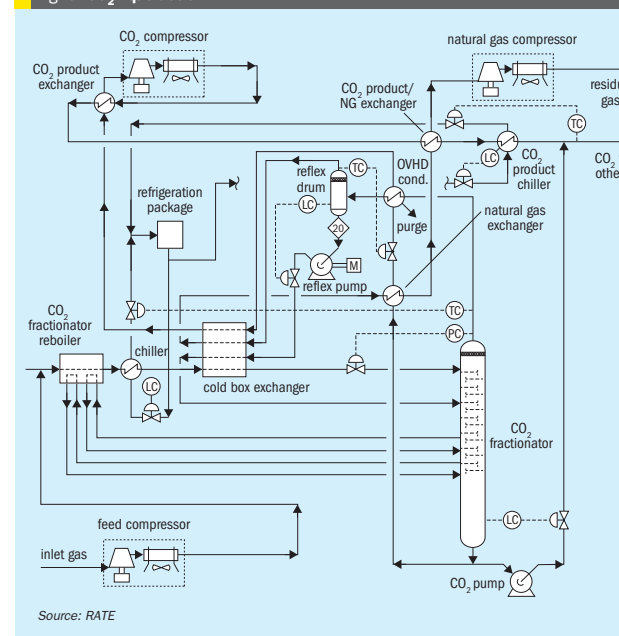 CO2 compressor
natural gas compressor
CO2 product
exchanger
CO2 product/
NG exchanger
gas
TC
LC
CO2
product
chiller
CO2
reflex
drum
TC
OVHD
cond.
LC
refrigeration
package
purge
natural gas
exchanger
20
M
reflex pump
TC
PC
CO2
fractionator
reboiler
chiller
LC
cold box exchanger
CO2
fractionator
feed compressor
LC
inlet gas
CO2 pump
Source: RATE